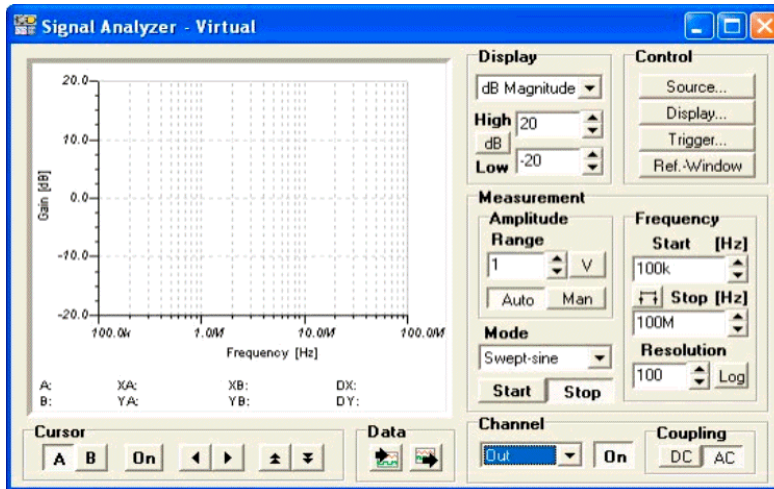 Signal Analyzer - Virtual
20.0
10.0
0.0
-10.0
-20.0
Gain [dB]
100.0k 1.0M 10.0M 100.0M
Frequency [Hz]
A: XA: XB: DX:
B: YA: YB: DY:
Cursor
A B On
Data
Display
dB Magnitude
High 20
dB
Low -20
Control
Source...
Display...
Trigger...
Ref.-Window
Measurement
Amplitude
Range
1 V
Auto Man
Mode
Swept-sine
Start Stop
Frequency
Start [Hz]
100k
Stop [Hz]
100M
Resolution
100 Log
Channel
Out On
Coupling
DC AC